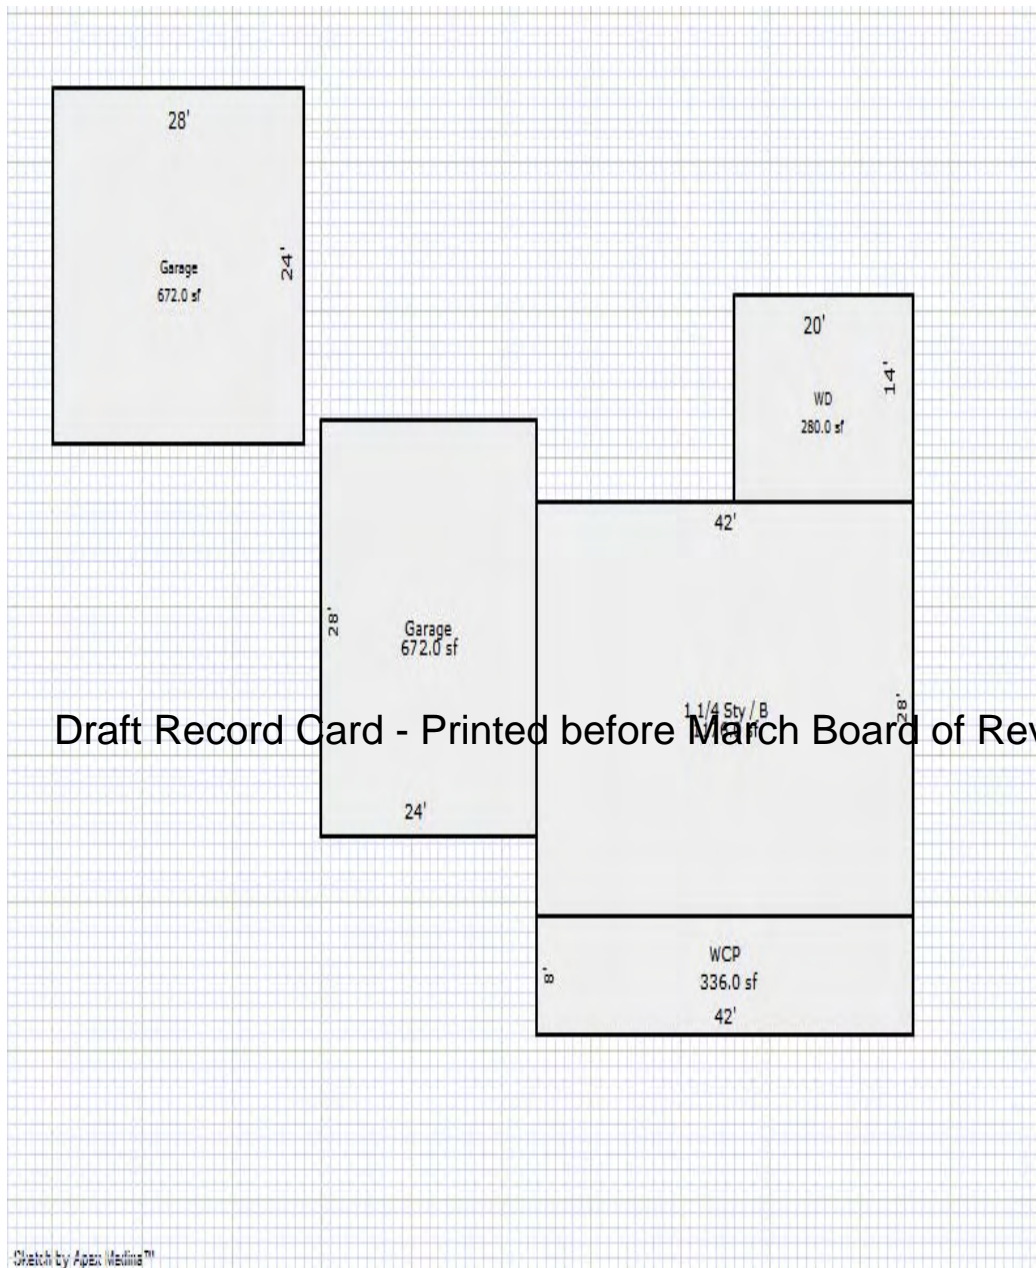 28'
24'
Garage
672.0 sf
20'
14'
WD
280.0 sf
42'
28'
Garage
672.0 sf
28'
1 1/4 Sty / B
sf
Draft Record Card - Printed before March Board of Rev
24'
WCP
336.0 sf
8'
42'
Sketch by Apex Medina™